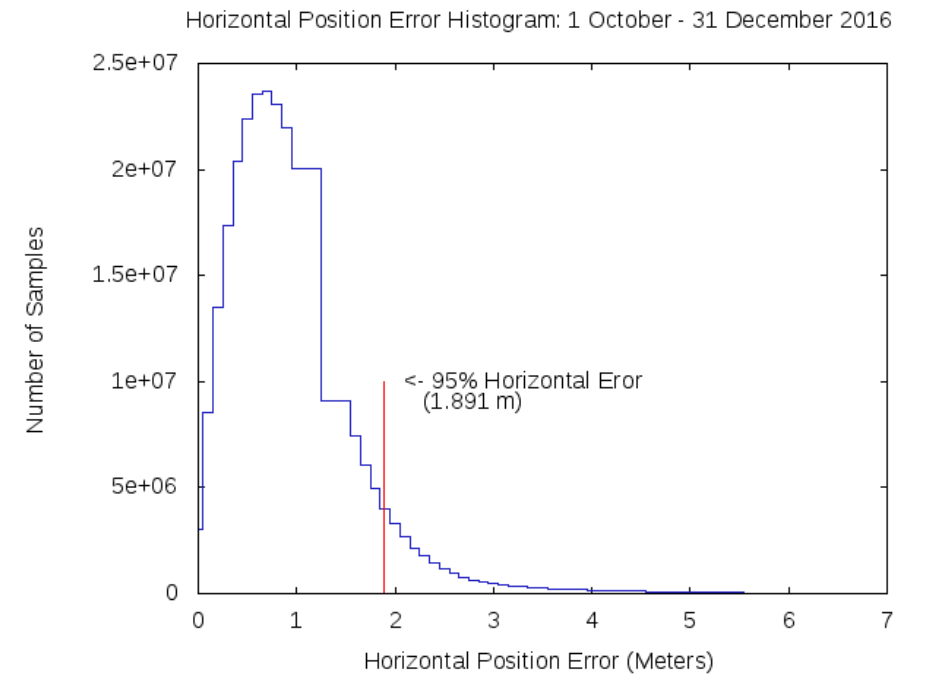 Horizontal Position Error Histogram: 1 October - 31 December 2016
2.5e+07
2e+07
1.5e+07
1e+07
5e+06
0
Number of Samples
<- 95% Horizontal Eror
(1.891 m)
0 1 2 3 4 5 6 7
Horizontal Position Error (Meters)